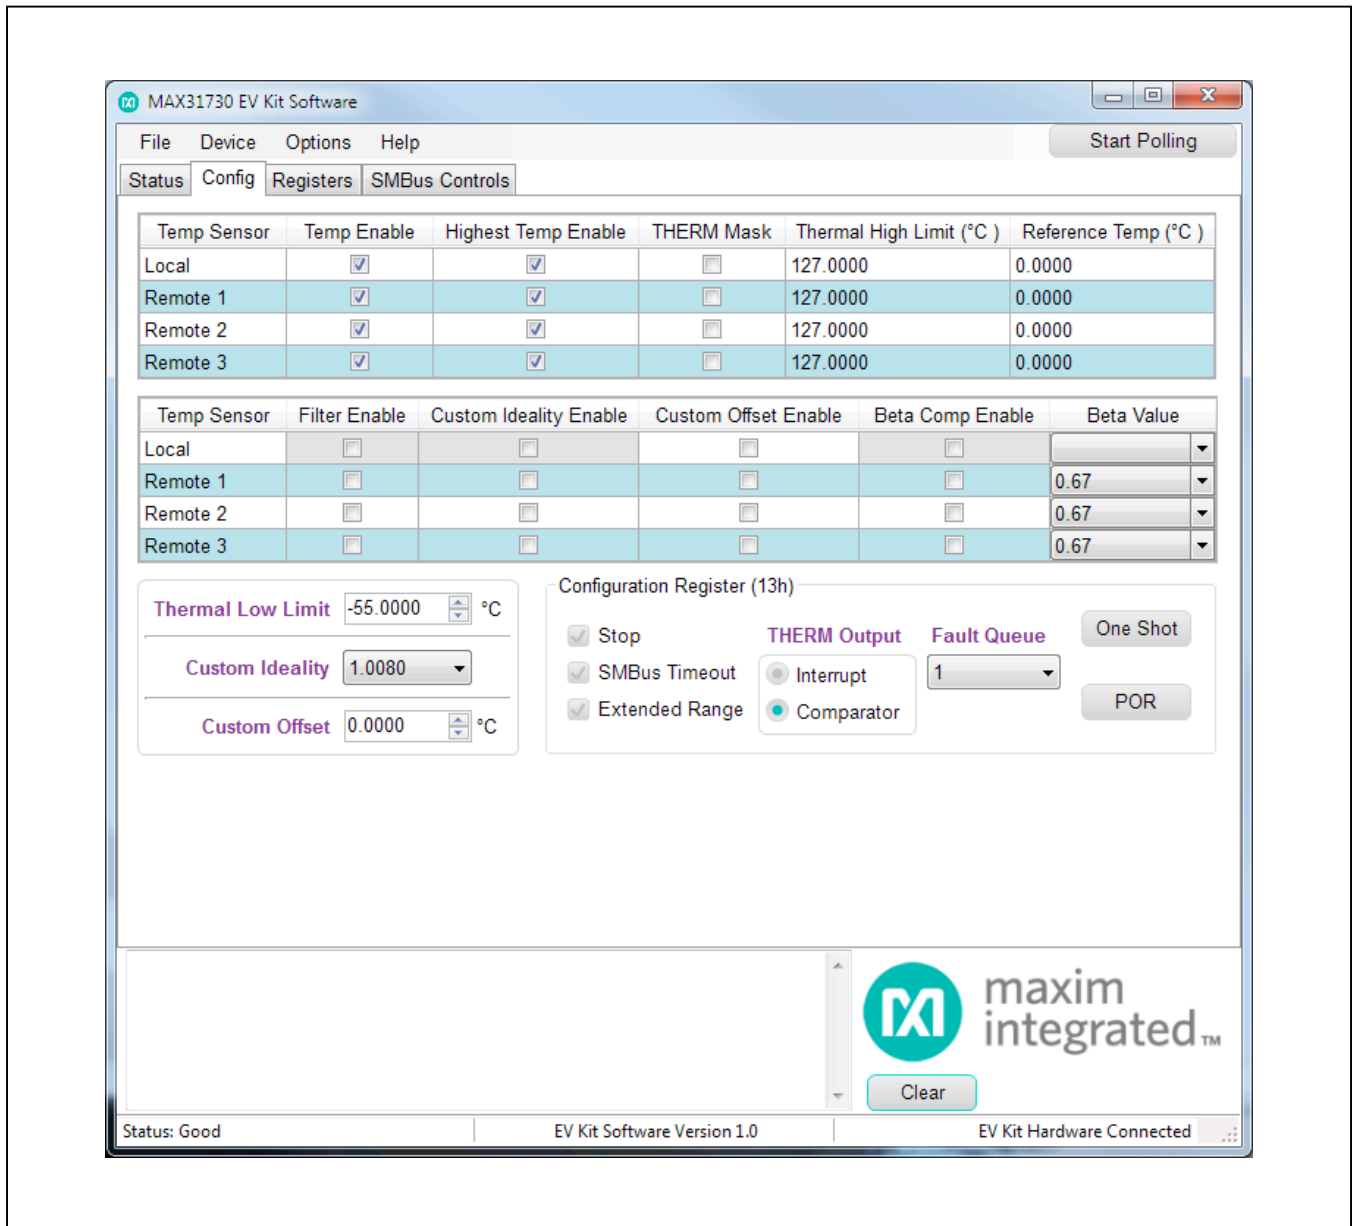 MAX31730 EV Kit Software
File Device Options Help Start Polling
Status Config Registers SMBus Controls
Temp Sensor Temp Enable Highest Temp Enable THERM Mask Thermal High Limit (°C ) Reference Temp (°C )
Local 127.0000 0.0000
Remote 1 127.0000 0.0000
Remote 2 127.0000 0.0000
Remote 3 127.0000 0.0000
Temp Sensor Filter Enable Custom Ideality Enable Custom Offset Enable Beta Comp Enable Beta Value
Local
Remote 1 0.67
Remote 2 0.67
Remote 3 0.67
Thermal Low Limit -55.0000 °C
Custom Ideality 1.0080
Custom Offset 0.0000 °C
Configuration Register (13h)
Stop THERM Output Fault Queue One Shot
SMBus Timeout Interrupt 1
Extended Range Comparator POR
maxim
integrated™
Clear
Status: Good EV Kit Software Version 1.0 EV Kit Hardware Connected